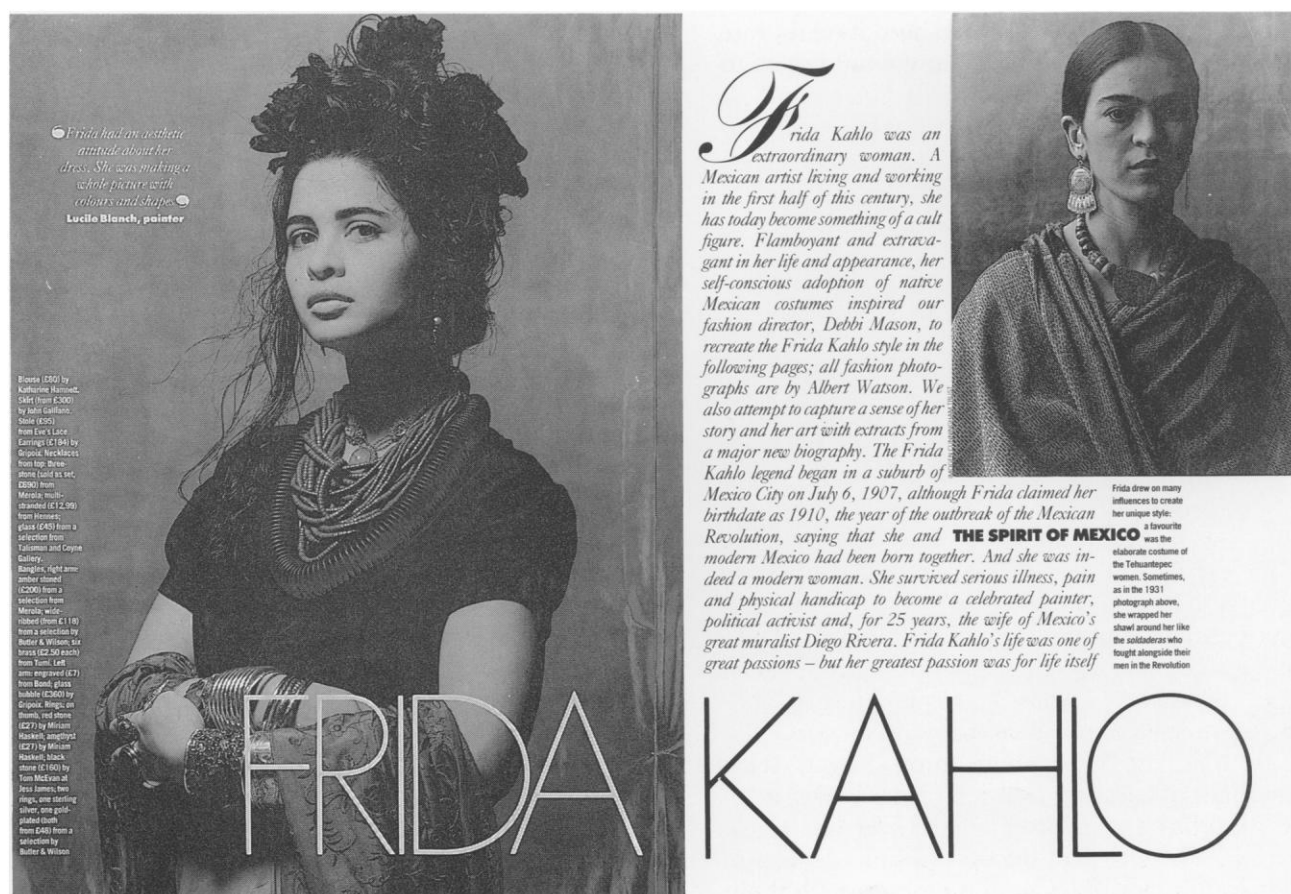 Frida had an aesthetic
attitude about her
dress. She was making a
whole picture with
colours and shapes
Lucile Blanch, painter
Blouse (£80) by
Katharine Hamnett.
Skirt (from £300)
by John Galliano.
Stole (£95)
from Eve's Lace.
Earrings (£184) by
Gripoix. Necklaces
from top: three-
stone (sold as set,
£690) from
Merola; multi-
stranded (£12.99)
from Hennes;
glass (£45) from a
selection from
Talisman and Coyne
Gallery.
Bangles, right arm:
amber stoned
(£200) from a
selection from
Merola; wide-
ribbed (from £118)
from a selection by
Butler & Wilson; six
brass (£2.50 each)
from Tumi. Left
arm: engraved (£7)
from Bond; glass
bubble (£360) by
Gripoix. Rings; on
thumb, red stone
(£27) by Miriam
Haskell; amethyst
(£27) by Miriam
Haskell; black
stone (£160) by
Tom McEvan at
Jess James; two
rings, one sterling
silver, one gold-
plated (both
from £48) from a
selection by
Butler & Wilson
Frida Kahlo was an
extraordinary woman. A
Mexican artist living and working
in the first half of this century, she
has today become something of a cult
figure. Flamboyant and extrava-
gant in her life and appearance, her
self-conscious adoption of native
Mexican costumes inspired our
fashion director, Debbi Mason, to
recreate the Frida Kahlo style in the
following pages; all fashion photo-
graphs are by Albert Watson. We
also attempt to capture a sense of her
story and her art with extracts from
a major new biography. The Frida
Kahlo legend began in a suburb of
Mexico City on July 6, 1907, although Frida claimed her
birthdate as 1910, the year of the outbreak of the Mexican
Revolution, saying that she and
modern Mexico had been born together. And she was in-
deed a modern woman. She survived serious illness, pain
and physical handicap to become a celebrated painter,
political activist and, for 25 years, the wife of Mexico's
great muralist Diego Rivera. Frida Kahlo's life was one of
great passions – but her greatest passion was for life itself
THE SPIRIT OF MEXICO
Frida drew on many
influences to create
her unique style:
a favourite
was the
elaborate costume of
the Tehuantepec
women. Sometimes,
as in the 1931
photograph above,
she wrapped her
shawl around her like
the soldaderas who
fought alongside their
men in the Revolution
FRIDA KAHLO